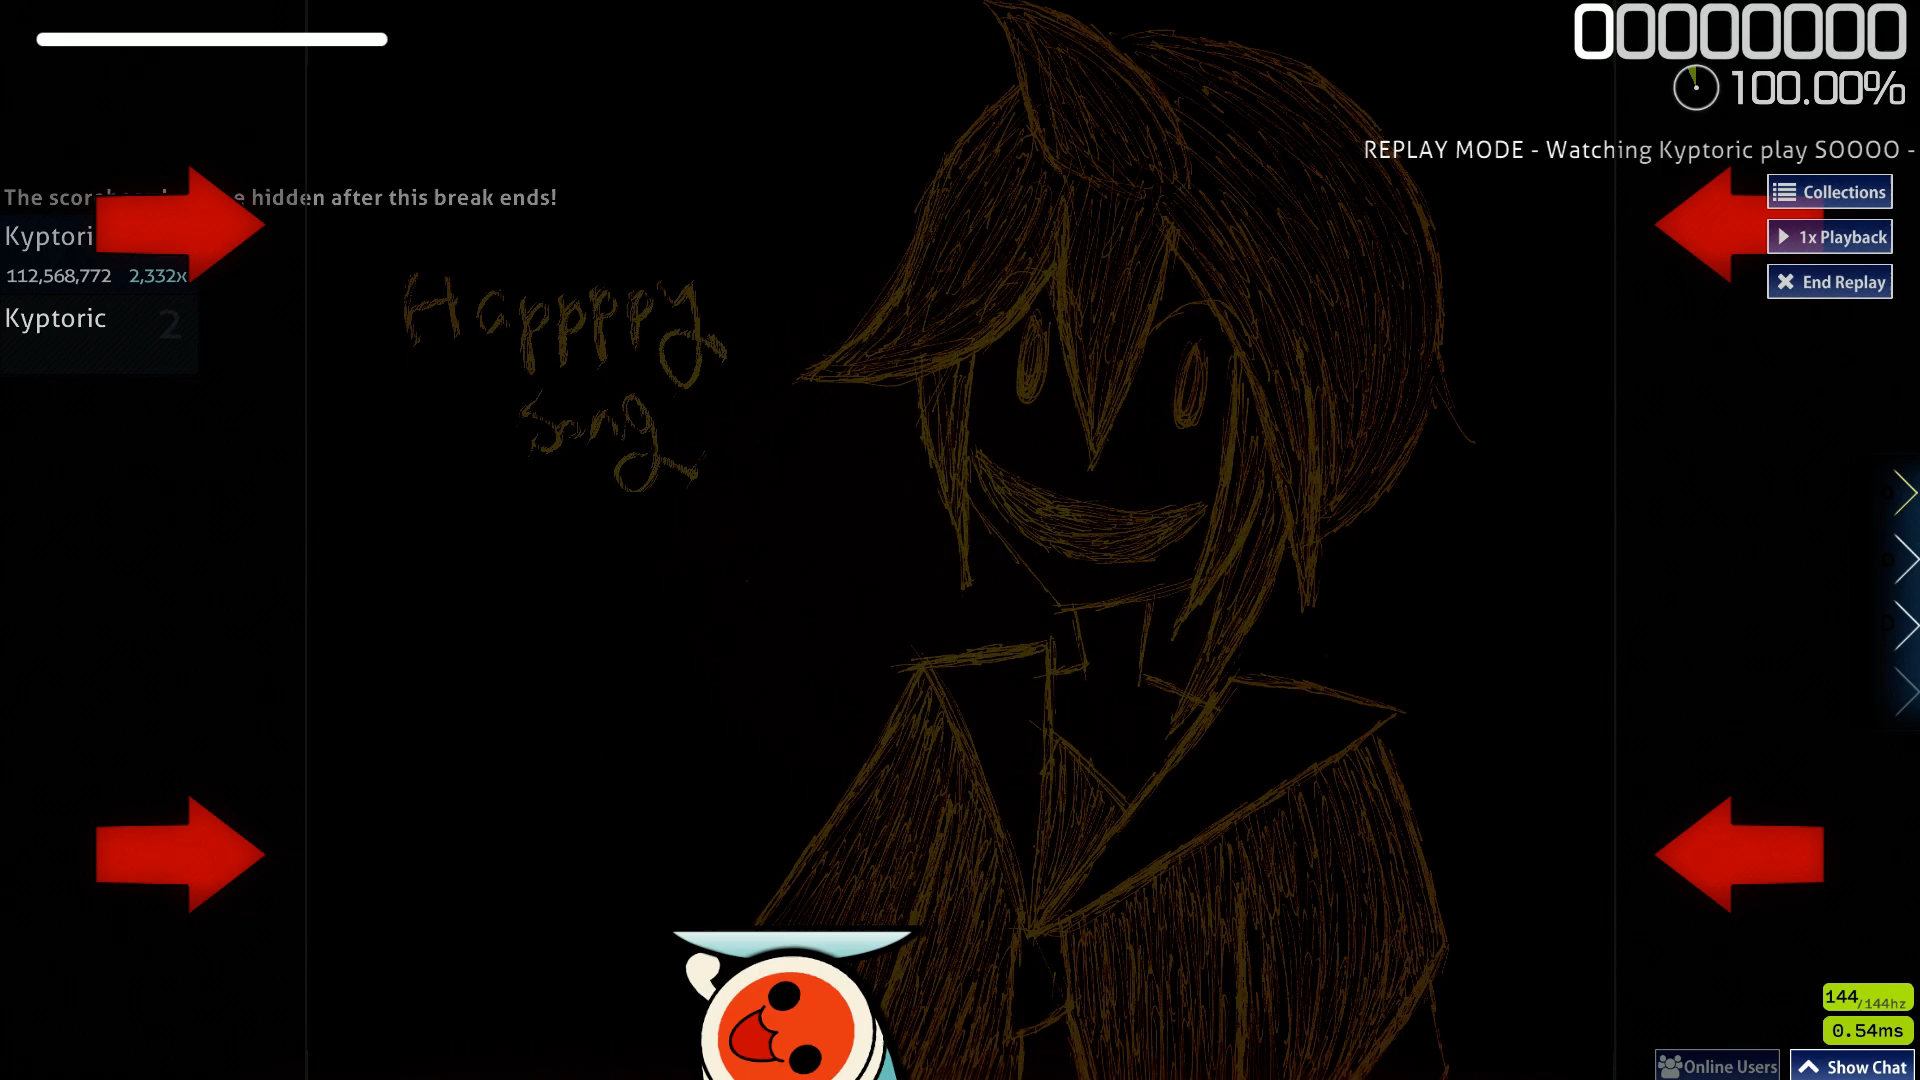 00000000
100.00%
REPLAY MODE - Watching Kyptoric play SOOOO -
Collections
The scor e hidden after this break ends!
Kyptori
1x Playback
112,568,772 2,332x
End Replay
Kyptoric 2
Happppy
Song
144/144hz
0.54ms
Online Users
Show Chat